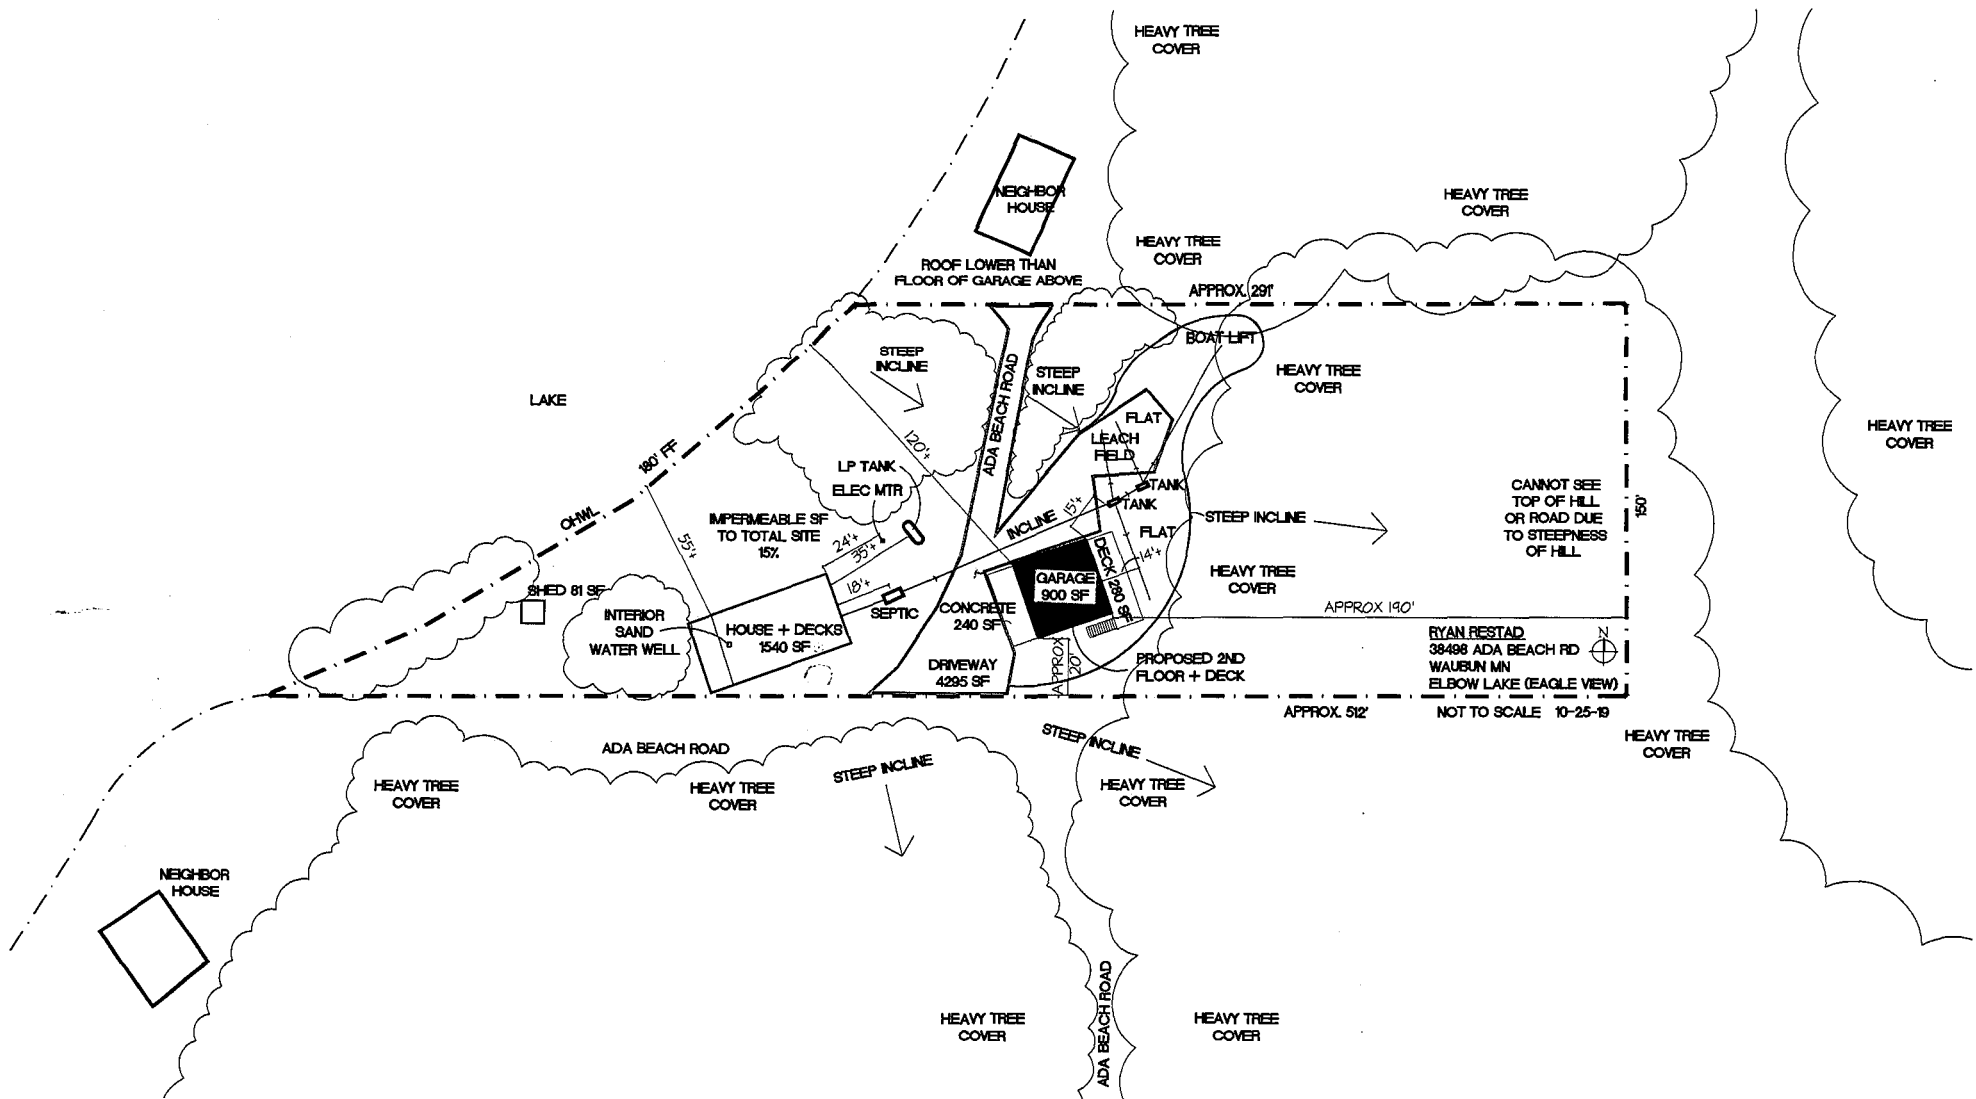 HEAVY TREE
COVER
HEAVY TREE
COVER
NEIGHBOR
HOUSE
HEAVY TREE
COVER
ROOF LOWER THAN
FLOOR OF GARAGE ABOVE
APPROX. 291'
BOAT LIFT
STEEP
INCLINE
STEEP
INCLINE
ADA BEACH ROAD
HEAVY TREE
COVER
LAKE
FLAT
LEACH
FIELD
HEAVY TREE
COVER
120'+
180' FF
LP TANK
ELEC MTR
TANK
TANK
CANNOT SEE
TOP OF HILL
OR ROAD DUE
TO STEEPNESS
OF HILL
150'
OHWL
IMPERMEABLE SF
TO TOTAL SITE
15%
55'+
24'+
35'+
18'+
INCLINE
15'+
STEEP INCLINE
FLAT
14'+
DECK 280 SF
GARAGE
900 SF
HEAVY TREE
COVER
SHED 81 SF
INTERIOR
SAND
WATER WELL
HOUSE + DECKS
1540 SF
SEPTIC
CONCRETE
240 SF
APPROX 190'
RYAN RESTAD
38498 ADA BEACH RD
WAUBUN MN
ELBOW LAKE (EAGLE VIEW)
N
DRIVEWAY
4295 SF
APPROX
20'
PROPOSED 2ND
FLOOR + DECK
APPROX. 512'
NOT TO SCALE 10-25-19
ADA BEACH ROAD
STEEP INCLINE
STEEP INCLINE
HEAVY TREE
COVER
HEAVY TREE
COVER
HEAVY TREE
COVER
HEAVY TREE
COVER
NEIGHBOR
HOUSE
HEAVY TREE
COVER
ADA BEACH ROAD
HEAVY TREE
COVER